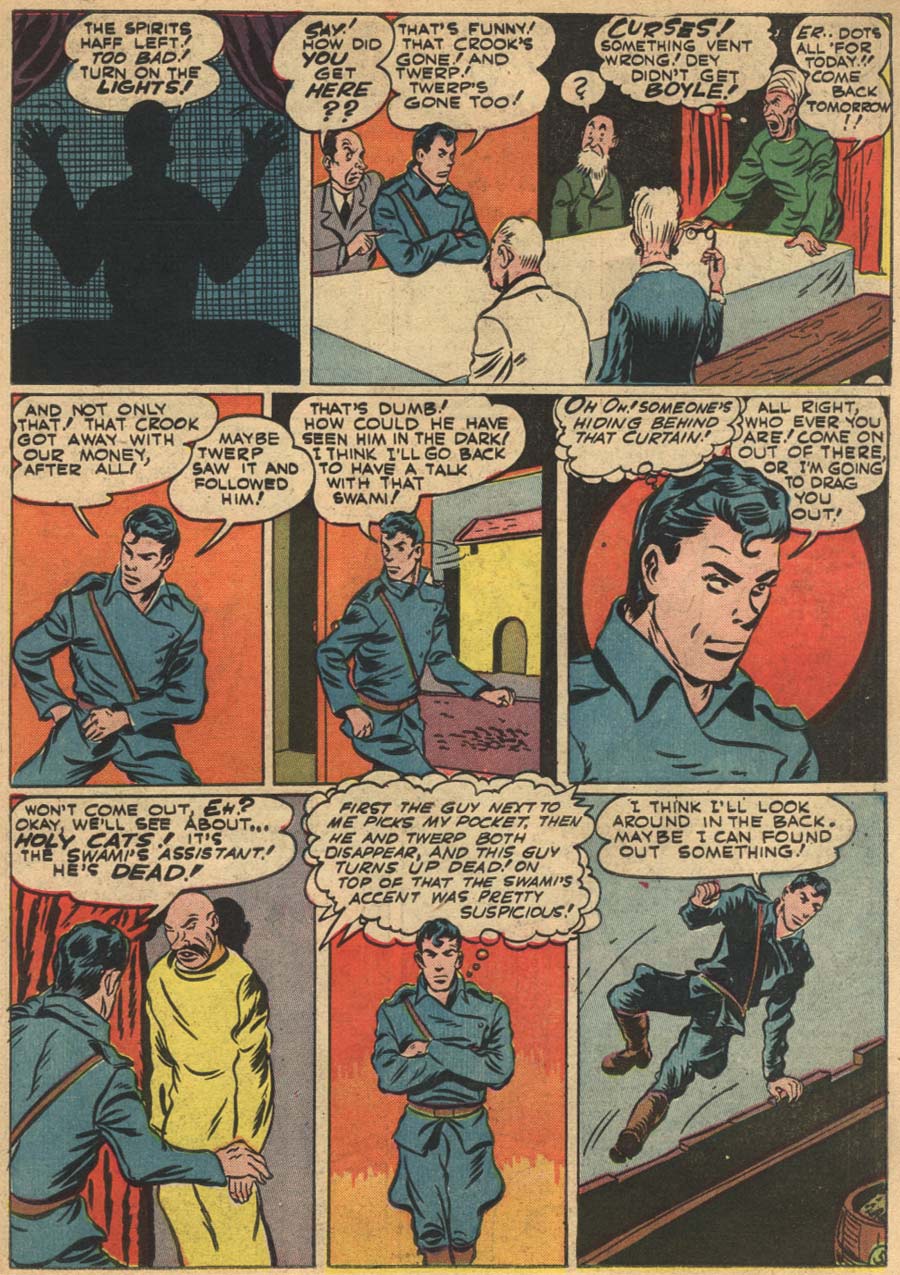 THE SPIRITS
HAFF LEFT!
TOO BAD!
TURN ON THE
LIGHTS!
SAY!
HOW DID
YOU
GET
HERE
??
THAT'S FUNNY!
THAT CROOK'S
GONE! AND
TWERP!
TWERP'S
GONE TOO!
?
CURSES!
SOMETHING VENT
WRONG! DEY
DIDN'T GET
BOYLE!
ER.. DOTS
ALL FOR
TODAY!!
COME
BACK
TOMORROW
!!
AND NOT ONLY
THAT! THAT CROOK
GOT AWAY WITH
OUR MONEY,
AFTER ALL!
MAYBE
TWERP
SAW IT AND
FOLLOWED
HIM!
THAT'S DUMB!
HOW COULD HE HAVE
SEEN HIM IN THE DARK!
I THINK I'LL GO BACK
TO HAVE A TALK
WITH THAT
SWAMI!
OH OH! SOMEONE'S
HIDING BEHIND
THAT CURTAIN!
ALL RIGHT,
WHO EVER YOU
ARE! COME ON
OUT OF THERE,
OR I'M GOING
TO DRAG
YOU
OUT!
WON'T COME OUT, EH?
OKAY, WE'LL SEE ABOUT...
HOLY CATS! IT'S
THE SWAMI'S ASSISTANT!
HE'S DEAD!
FIRST THE GUY NEXT TO
ME PICKS MY POCKET, THEN
HE AND TWERP BOTH
DISAPPEAR, AND THIS GUY
TURNS UP DEAD! ON
TOP OF THAT THE SWAMI'S
ACCENT WAS PRETTY
SUSPICIOUS!
I THINK I'LL LOOK
AROUND IN THE BACK.
MAYBE I CAN FOUND
OUT SOMETHING!